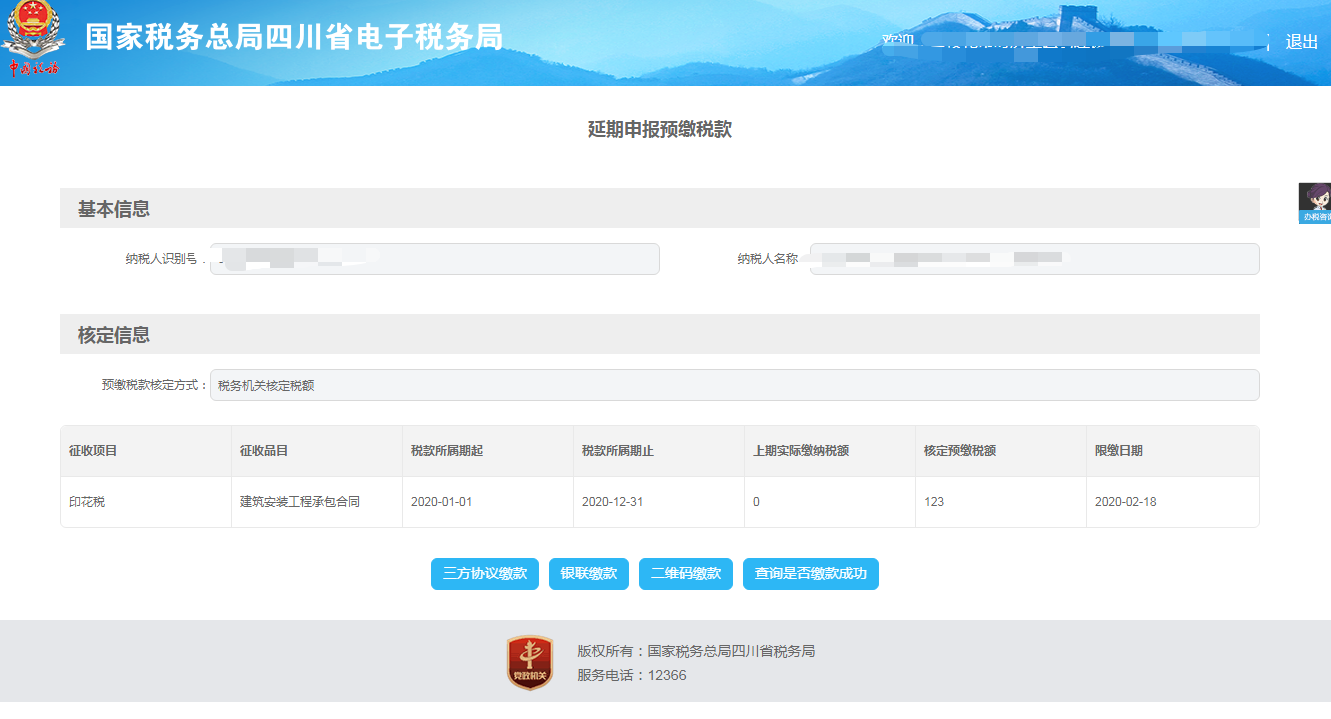 国家税务总局四川省电子税务局
欢迎
退出
中国税务
延期申报预缴税款
办税咨询
基本信息
纳税人识别号：
纳税人名称
核定信息
预缴税款核定方式：
税务机关核定税额
征收项目 征收品目 税款所属期起 税款所属期止 上期实际缴纳税额 核定预缴税额 限缴日期
印花税 建筑安装工程承包合同 2020-01-01 2020-12-31 0 123 2020-02-18
三方协议缴款 银联缴款 二维码缴款 查询是否缴款成功
党政机关
版权所有：国家税务总局四川省税务局
服务电话：12366